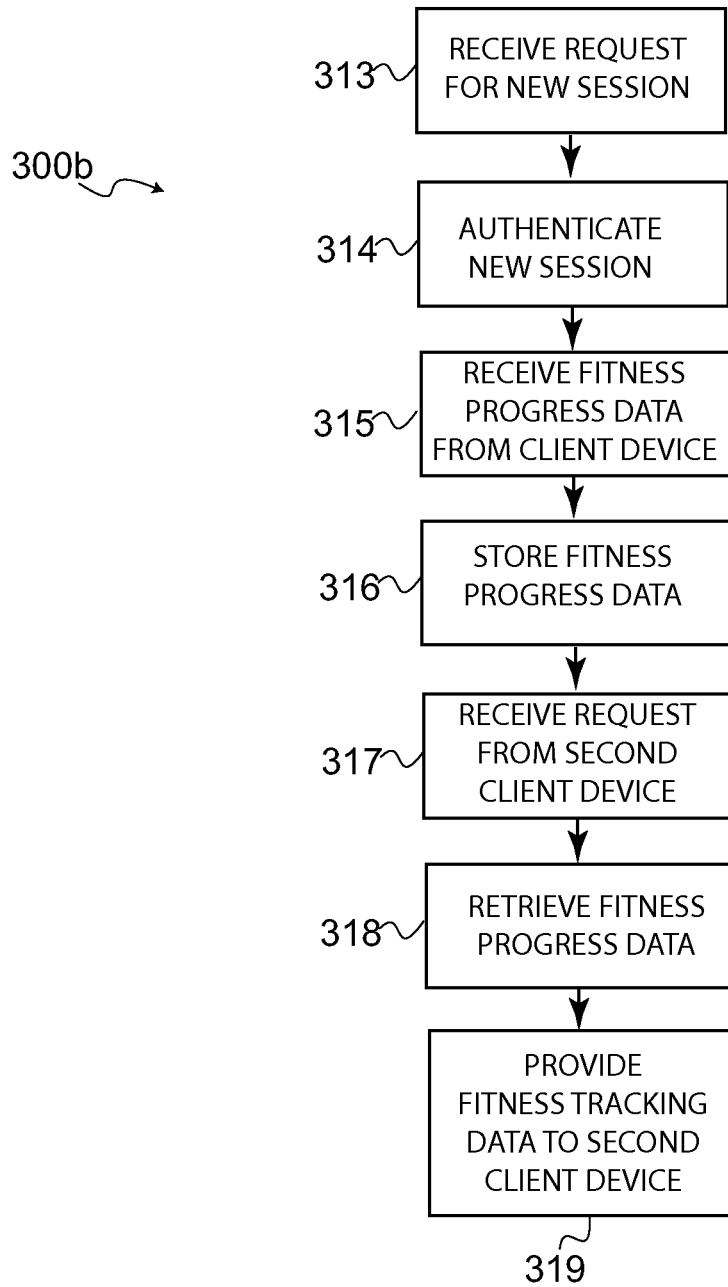 313
RECEIVE REQUEST
FOR NEW SESSION
300b
314
AUTHENTICATE
NEW SESSION
315
RECEIVE FITNESS
PROGRESS DATA
FROM CLIENT DEVICE
316
STORE FITNESS
PROGRESS DATA
317
RECEIVE REQUEST
FROM SECOND
CLIENT DEVICE
318
RETRIEVE FITNESS
PROGRESS DATA
PROVIDE
FITNESS TRACKING
DATA TO SECOND
CLIENT DEVICE
319